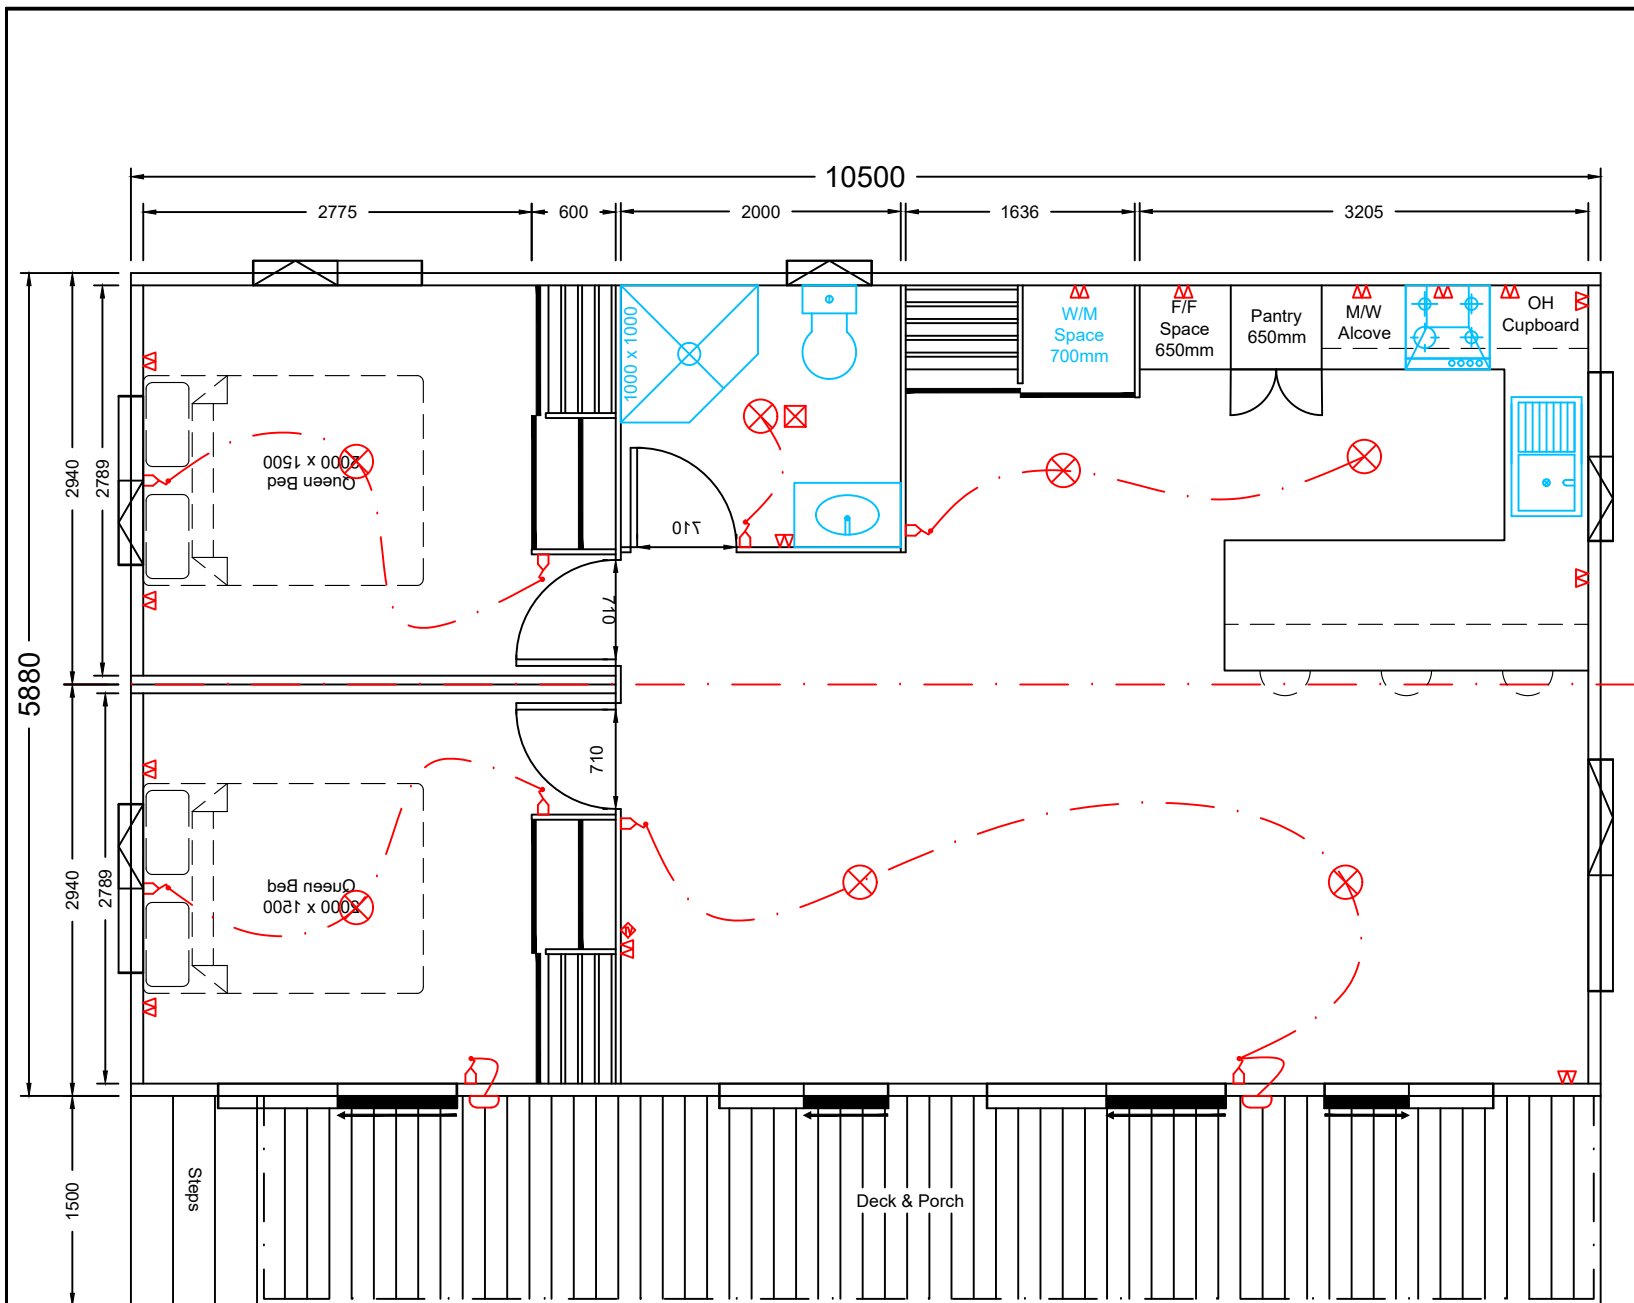 10500
2775
600
2000
1636
3205
1000 x 1000
W/M
Space
700mm
F/F
Space
650mm
Pantry
650mm
M/W
Alcove
OH
Cupboard
2940
2789
Queen Bed
2000 x 1500
710
710
5880
710
2940
2789
Queen Bed
2000 x 1500
1500
Steps
Deck & Porch